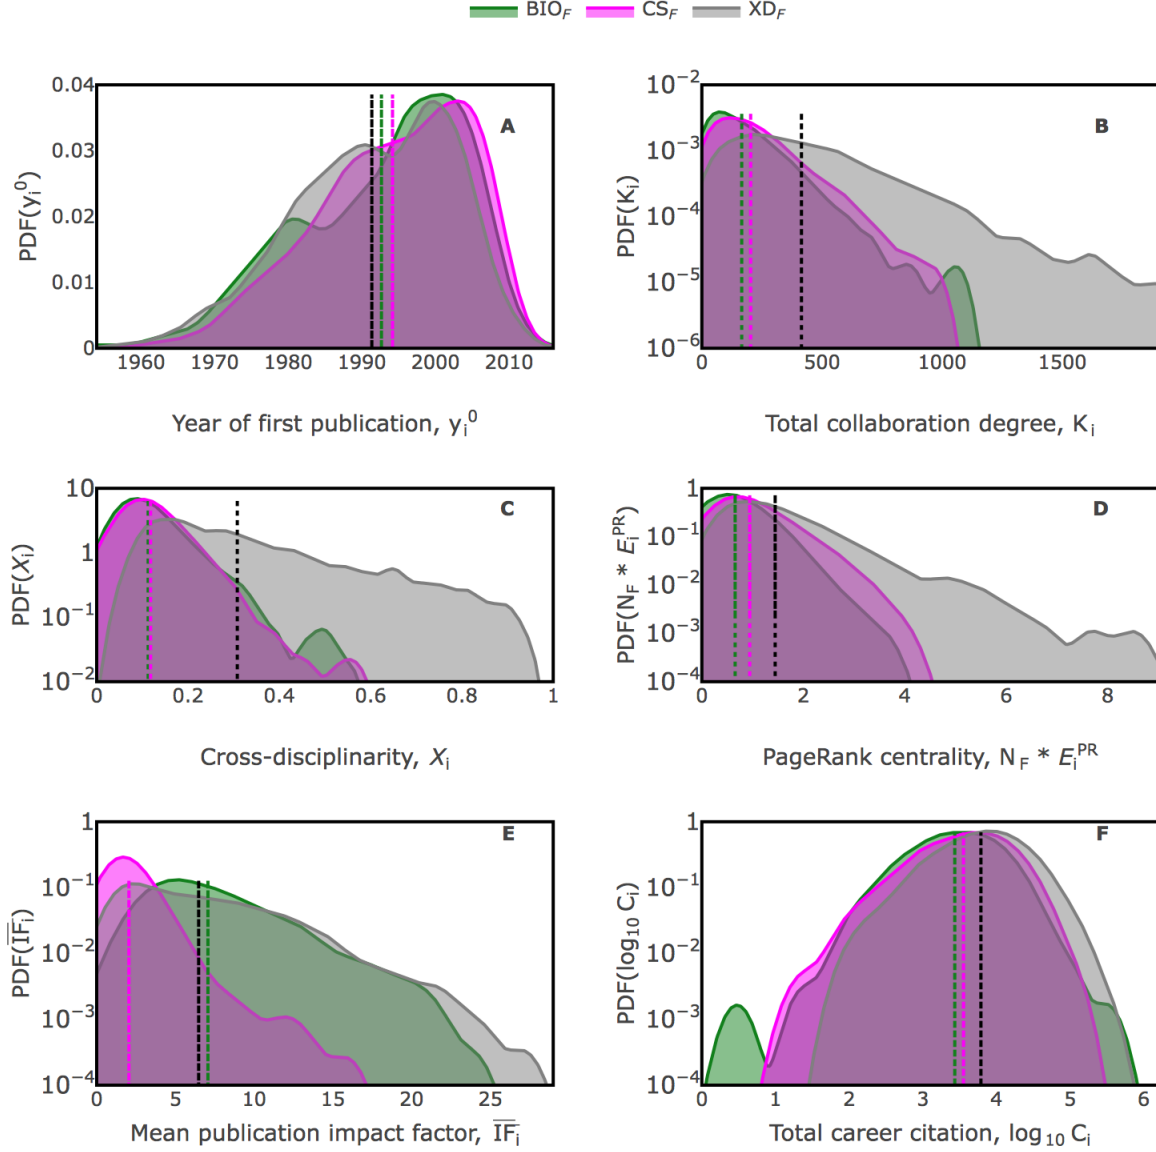 BIO_F CS_F XD_F
PDF(y_i^0)
0.04
0.03
0.02
0.01
0
A
1960 1970 1980 1990 2000 2010
Year of first publication, y_i^0
PDF(K_i)
10^-2
10^-3
10^-4
10^-5
10^-6
B
0 500 1000 1500
Total collaboration degree, K_i
PDF(X_i)
10
1
10^-1
10^-2
C
0 0.2 0.4 0.6 0.8 1
Cross-disciplinarity, X_i
PDF(N_F * E_i^PR)
1
10^-1
10^-2
10^-3
10^-4
D
0 2 4 6 8
PageRank centrality, N_F * E_i^PR
PDF(I̅F̅_i)
1
10^-1
10^-2
10^-3
10^-4
E
0 5 10 15 20 25
Mean publication impact factor, I̅F̅_i
PDF(log_10 C_i)
1
10^-1
10^-2
10^-3
10^-4
F
0 1 2 3 4 5 6
Total career citation, log_10 C_i